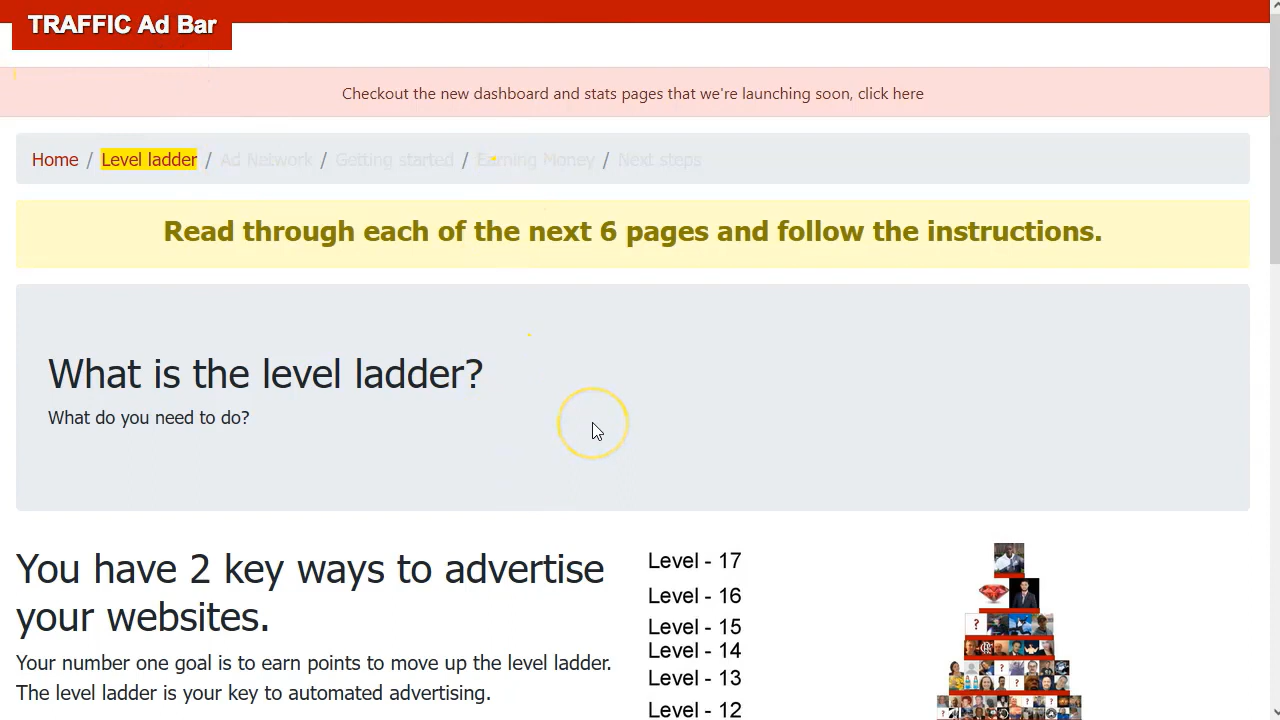 TRAFFIC Ad Bar
Checkout the new dashboard and stats pages that we're launching soon, click here
Home / Level ladder / Ad Network / Getting started / Earning Money / Next steps
Read through each of the next 6 pages and follow the instructions.
What is the level ladder?
What do you need to do?
You have 2 key ways to advertise
your websites.
Your number one goal is to earn points to move up the level ladder.
The level ladder is your key to automated advertising.
Level - 17
Level - 16
Level - 15
Level - 14
Level - 13
Level - 12